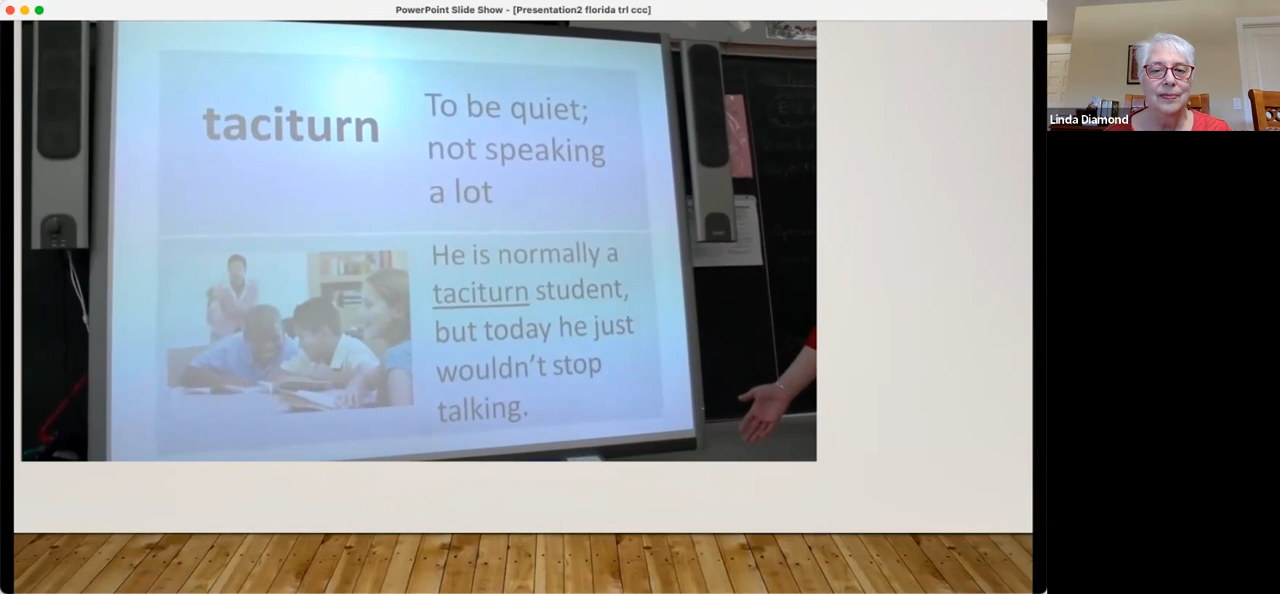 PowerPoint Slide Show - [Presentation2 florida trl ccc]
taciturn
To be quiet;
not speaking
a lot
He is normally a
taciturn student,
but today he just
wouldn't stop
talking.
Linda Diamond